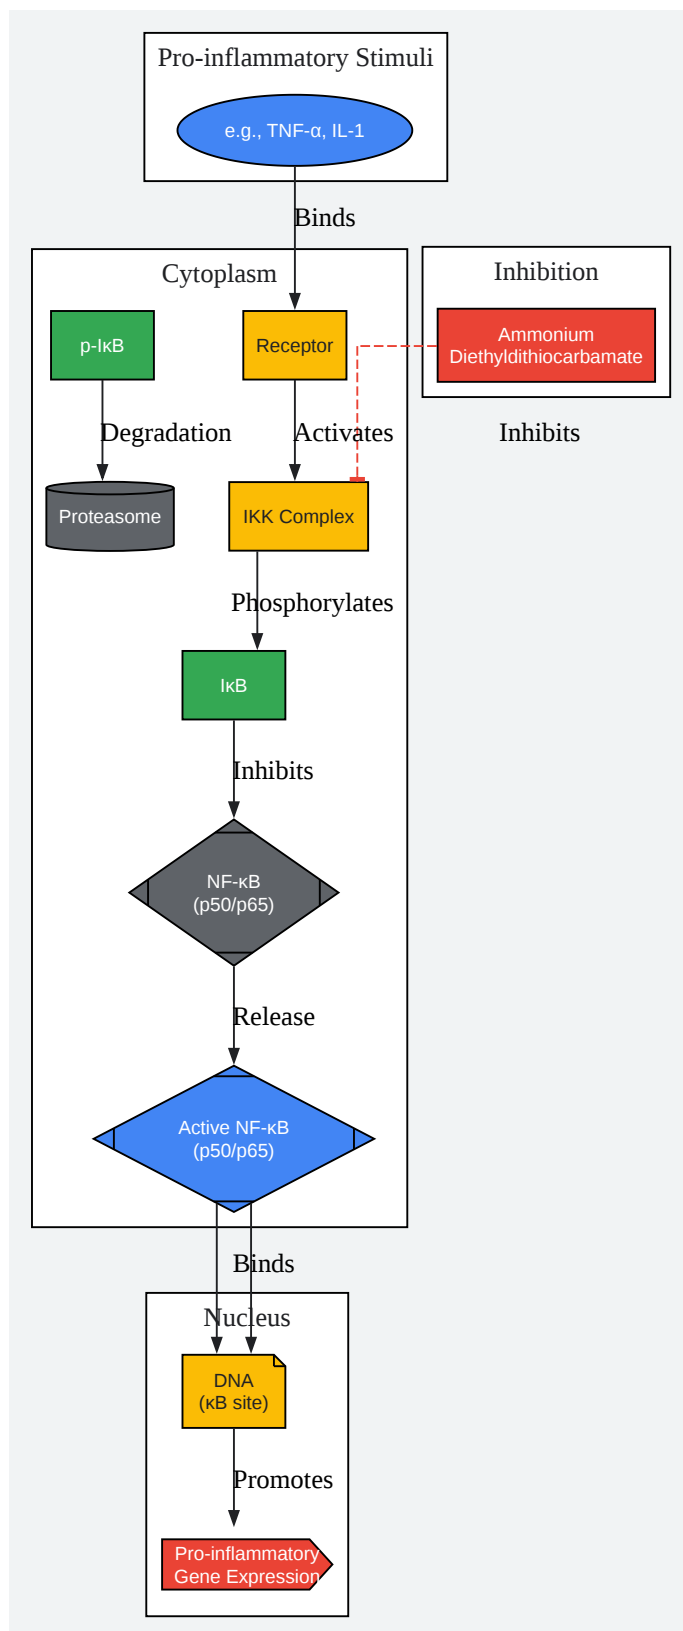 Pro-inflammatory Stimuli
e.g., TNF-α, IL-1
Binds
Cytoplasm
Inhibition
p-IκB
Receptor
Ammonium
Diethyldithiocarbamate
Degradation
Activates
Inhibits
Proteasome
IKK Complex
Phosphorylates
IκB
Inhibits
NF-κB
(p50/p65)
Release
Active NF-κB
(p50/p65)
Binds
Nucleus
DNA
(κB site)
Promotes
Pro-inflammatory
Gene Expression